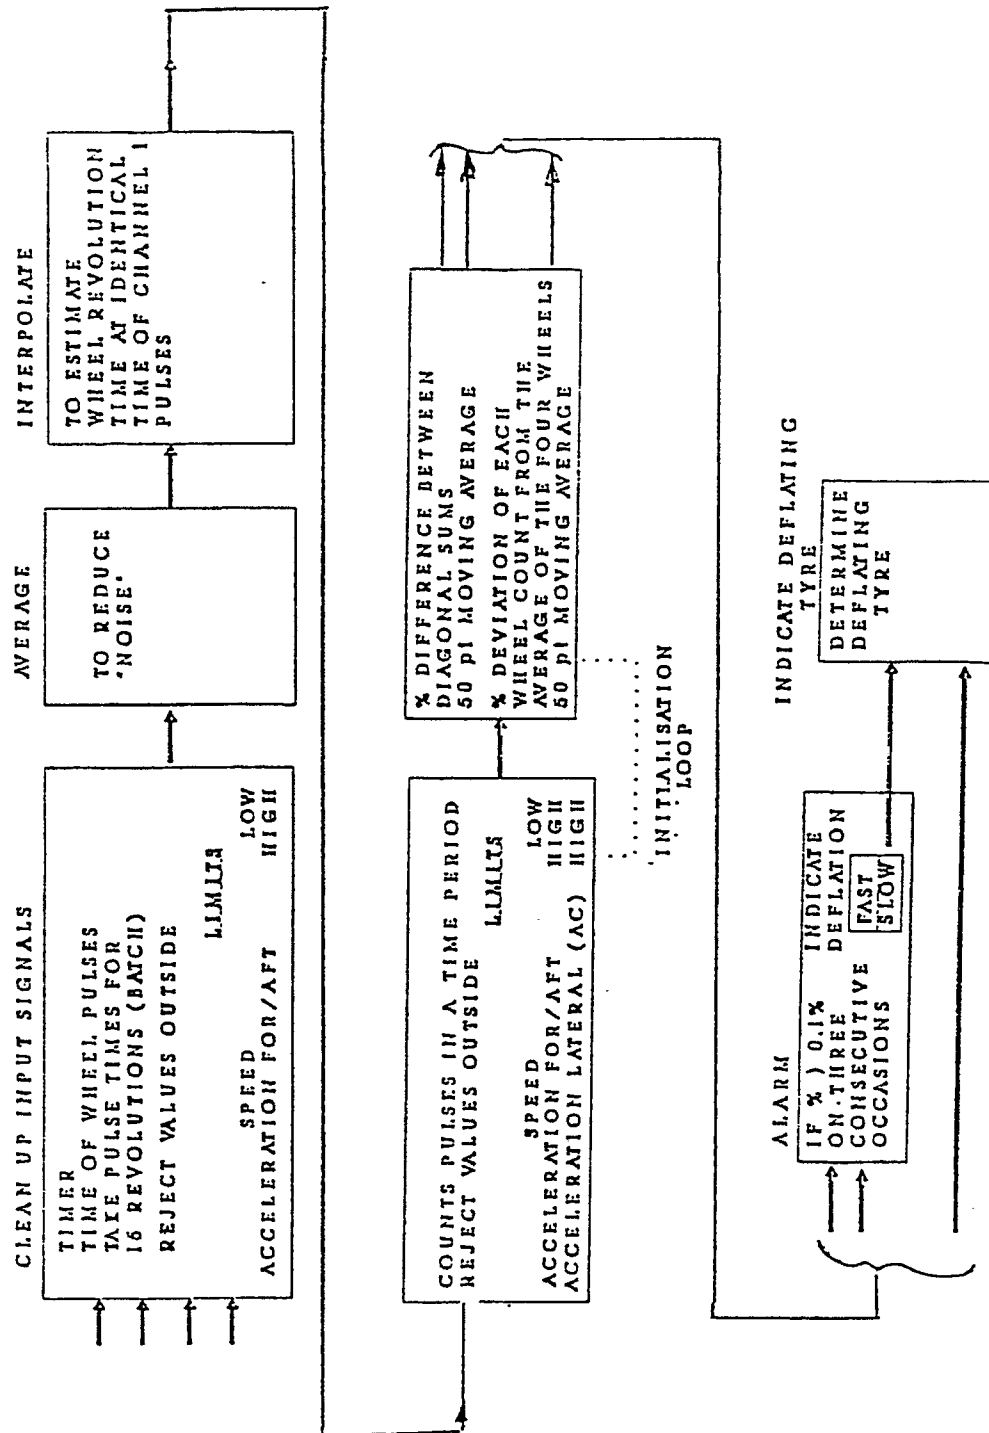 CLEAN UP INPUT SIGNALS
TIMER
TIME OF WHEEL PULSES
TAKE PULSE TIMES FOR
16 REVOLUTIONS (BATCH)
REJECT VALUES OUTSIDE
LIMITS
SPEED LOW
ACCELERATION FOR/AFT HIGH
AVERAGE
TO REDUCE
"NOISE"
INTERPOLATE
TO ESTIMATE
WHEEL REVOLUTION
TIME AT IDENTICAL
TIME OF CHANNEL 1
PULSES
COUNTS PULSES IN A TIME PERIOD
REJECT VALUES OUTSIDE
LIMITS
SPEED LOW
ACCELERATION FOR/AFT HIGH
ACCELERATION LATERAL (AC) HIGH
% DIFFERENCE BETWEEN
DIAGONAL SUMS
50 pt MOVING AVERAGE
% DEVIATION OF EACH
WHEEL COUNT FROM THE
AVERAGE OF THE FOUR WHEELS
50 pt MOVING AVERAGE
INITIALISATION
LOOP
ALARM
IF % ) 0.1% INDICATE
ON THREE DEFLATION
CONSECUTIVE FAST
OCCASIONS SLOW
INDICATE DEFLATING
TYRE
DETERMINE
DEFLATING
TYRE